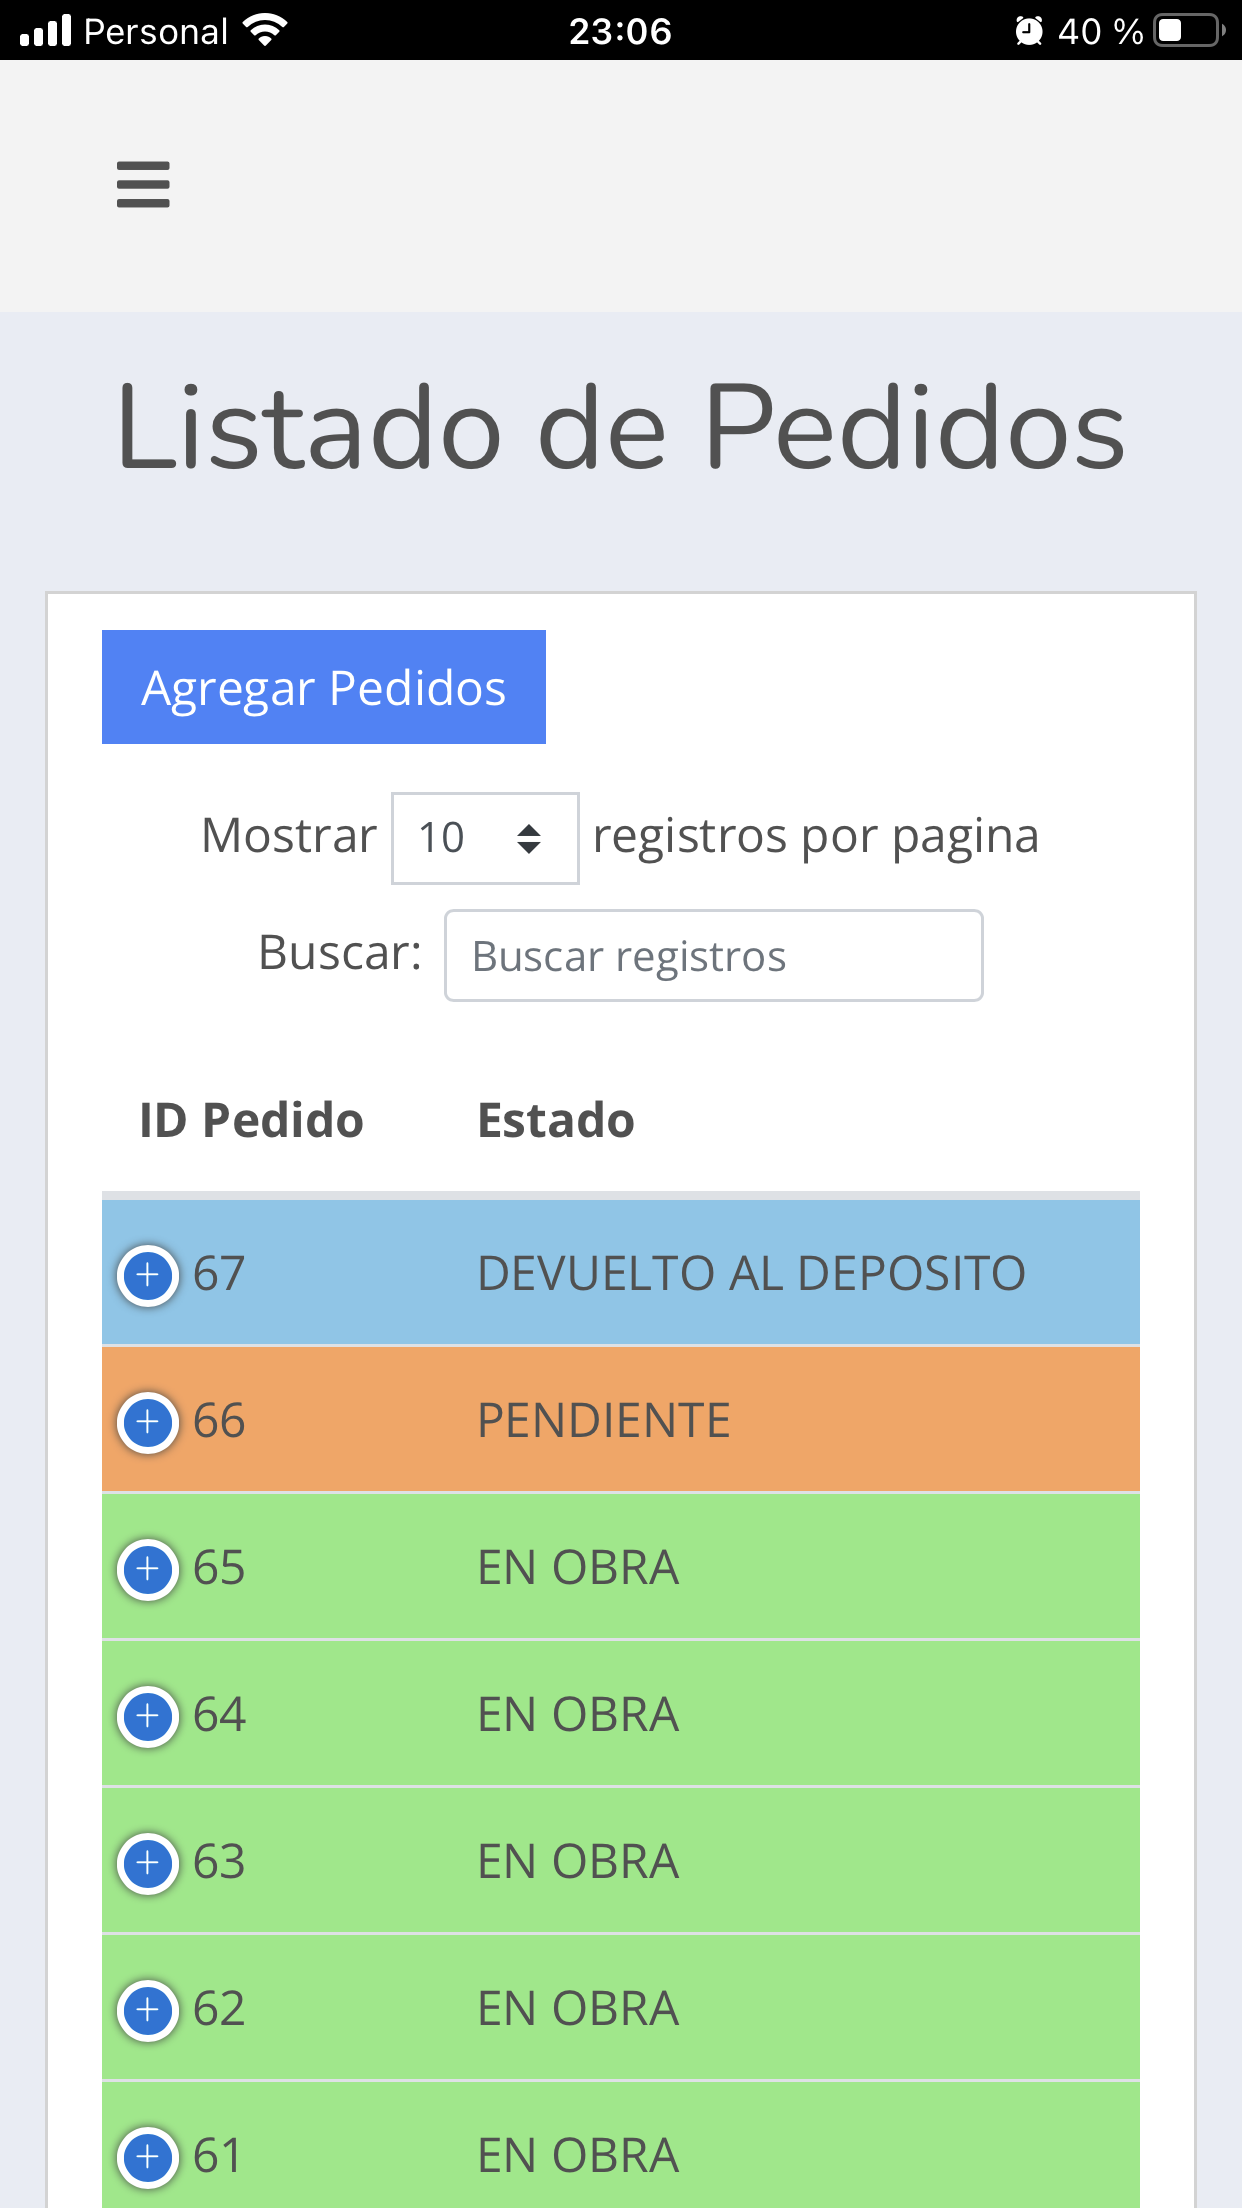 Personal 23:06 40 %
Listado de Pedidos
Agregar Pedidos
Mostrar 10 registros por pagina
Buscar: Buscar registros
ID Pedido Estado
67 DEVUELTO AL DEPOSITO
66 PENDIENTE
65 EN OBRA
64 EN OBRA
63 EN OBRA
62 EN OBRA
61 EN OBRA